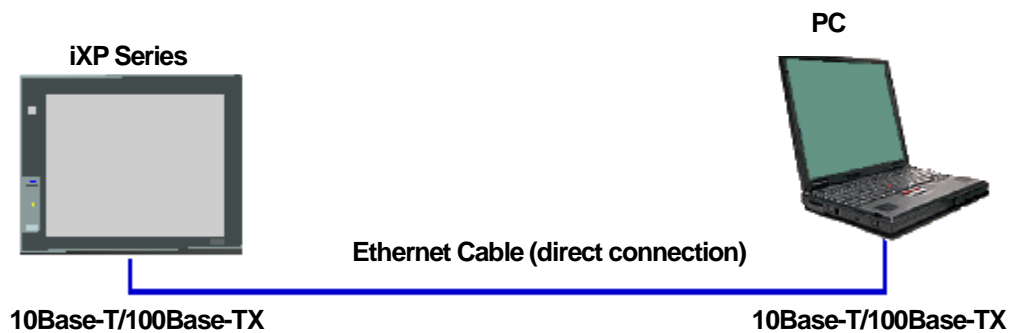 PC
iXP Series
Ethernet Cable (direct connection)
10Base-T/100Base-TX
10Base-T/100Base-TX